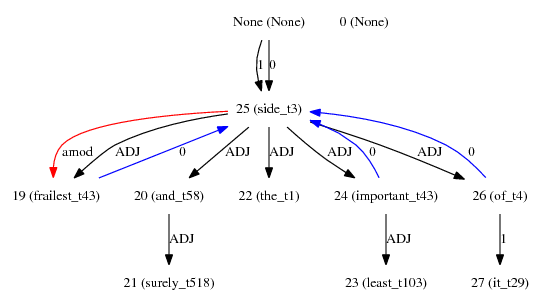 None (None) 0 (None)
1 0
25 (side_t3)
amod ADJ 0 ADJ ADJ ADJ 0 ADJ 0
19 (frailest_t43) 20 (and_t58) 22 (the_t1) 24 (important_t43) 26 (of_t4)
ADJ ADJ 1
21 (surely_t518) 23 (least_t103) 27 (it_t29)